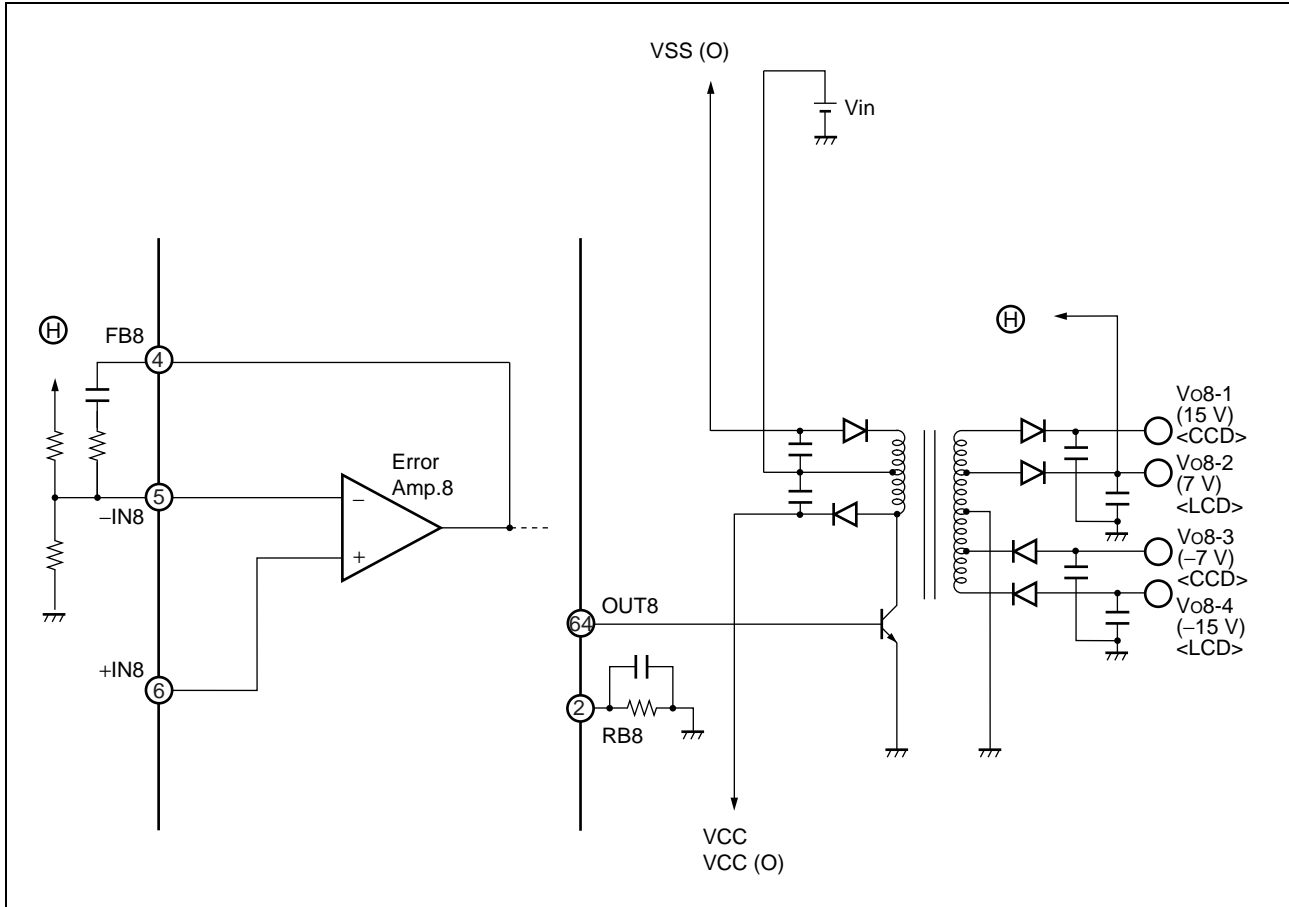 VSS (O)
Vin
H
FB8
4
5
−IN8
Error
Amp.8
−
+
+IN8
6
OUT8
64
2
RB8
VCC
VCC (O)
H
VO8-1
(15 V)
<CCD>
VO8-2
(7 V)
<LCD>
VO8-3
(−7 V)
<CCD>
VO8-4
(−15 V)
<LCD>